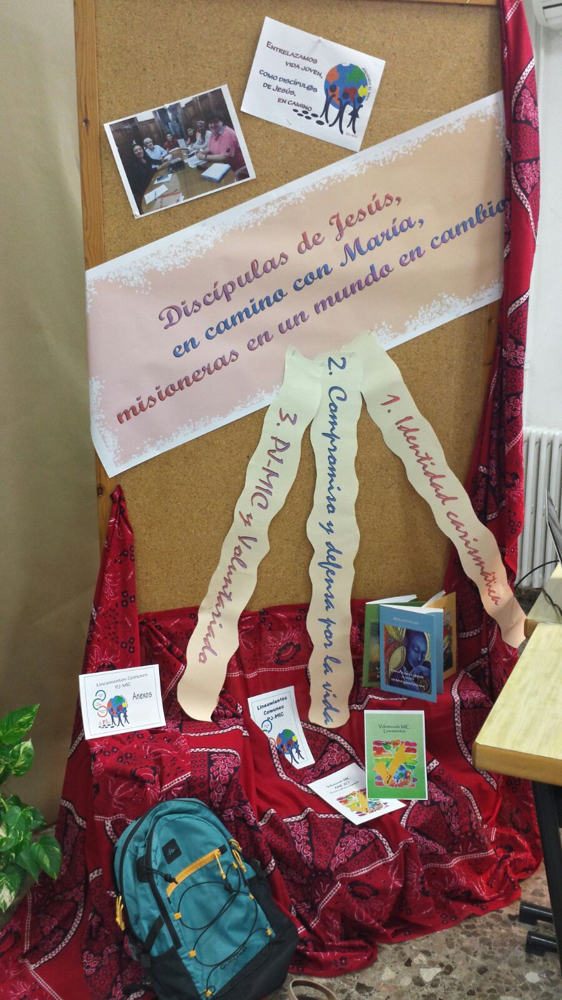 ENTRELAZAMOS
VIDA JOVEN,
COMO DISCÍPUL@S
DE JESÚS,
EN CAMINO
PJ-MIC
Discípulas de Jesús,
en camino con María,
misioneras en un mundo en cambio
1. Identidad carismática
2. Compromiso y defensa por la vida
3. PJ-MIC y Voluntariado
Lineamientos Comunes
PJ-MIC
Anexos
PJ
Lineamientos
Comunes
PJ-MIC
Voluntariado MIC
Lineamientos
Voluntariado MIC
ANEXO
Quechua